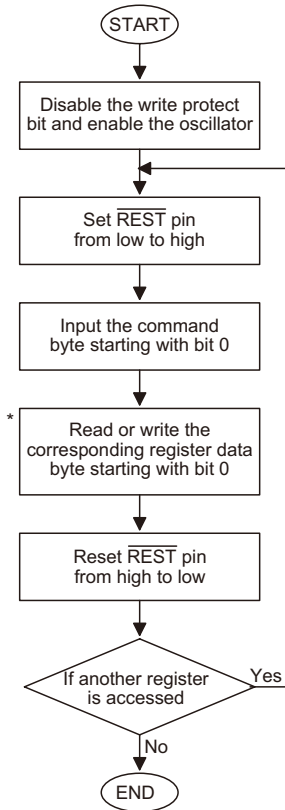 START
Disable the write protect
bit and enable the oscillator
Set REST pin
from low to high
Input the command
byte starting with bit 0
*
Read or write the
corresponding register data
byte starting with bit 0
Reset REST pin
from high to low
If another register
is accessed
Yes
No
END